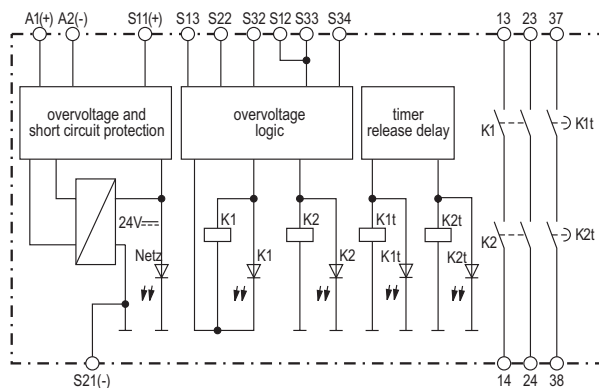 A1(+) A2(-) S11(+) S13 S22 S32 S12 S33 S34 13 23 37
overvoltage and
short circuit protection
overvoltage
logic
timer
release delay
K1 K1t
24V
K1 K2 K1t K2t
K2 K2t
Netz K1 K2 K1t K2t
S21(-) 14 24 38